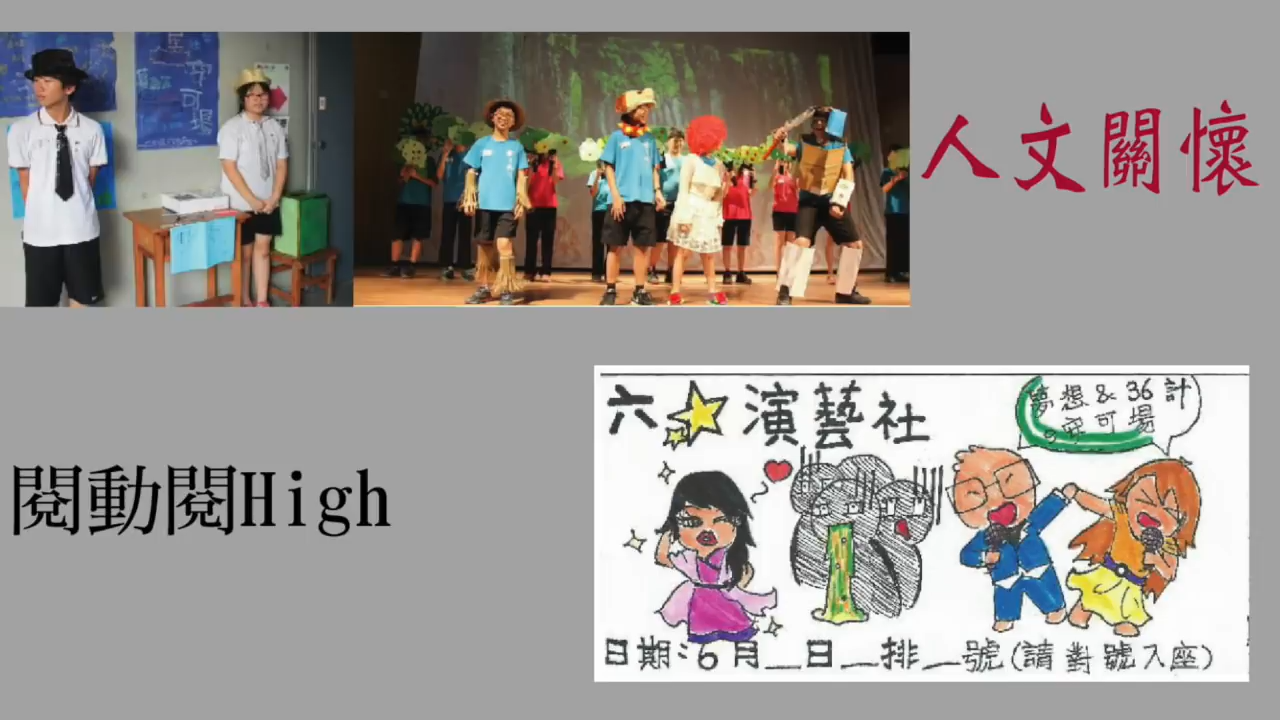 人文關懷
閱動閱High
六 演藝社
夢想&36計
守可場
日期:6月__日__排__號(請對號入座)